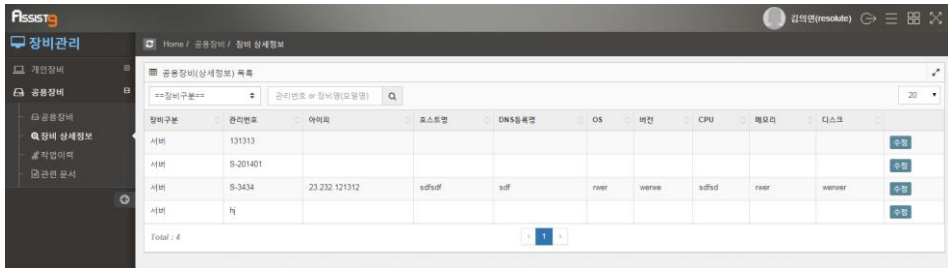 Assist9
김의연(resolute)
장비관리
Home / 공용장비 / 장비 상세정보
개인장비
공용장비
공용장비
장비 상세정보
작업이력
관련 문서
공용장비(상세정보) 목록
==장비구분==
관리번호 or 장비명(모델명)
20
장비구분 관리번호 아이피 호스트명 DNS등록명 OS 버전 CPU 메모리 디스크
서버 131313 수정
서버 S-201401 수정
서버 S-3434 23.232.121312 sdfsdf sdf rwer werwe sdfsd rwer werwer 수정
서버 hj 수정
Total : 4
1